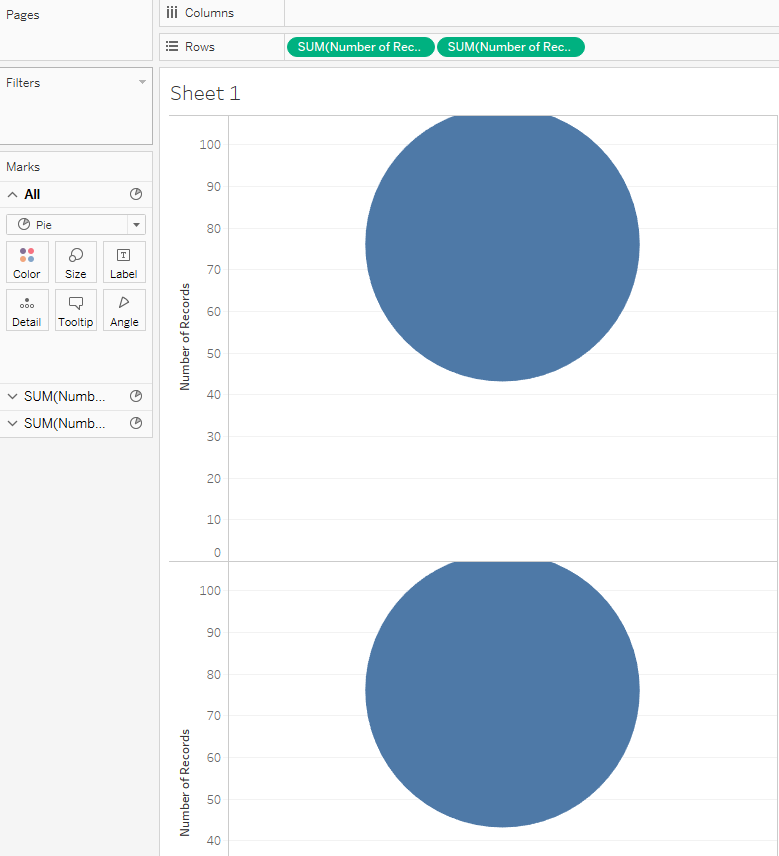 Pages
Columns
Rows
SUM(Number of Rec..
SUM(Number of Rec..
Filters
Sheet 1
Marks
All
Pie
Color
Size
Label
Detail
Tooltip
Angle
SUM(Numb...
SUM(Numb...
Number of Records
100
90
80
70
60
50
40
30
20
10
0
Number of Records
100
90
80
70
60
50
40